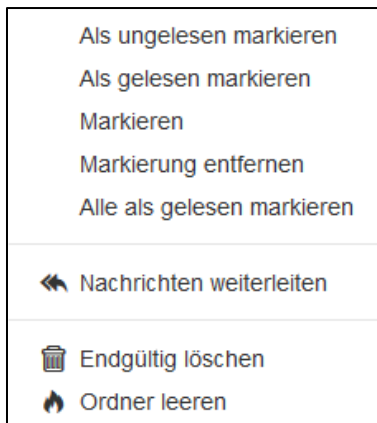 Als ungelesen markieren
Als gelesen markieren
Markieren
Markierung entfernen
Alle als gelesen markieren
Nachrichten weiterleiten
Endgültig löschen
Ordner leeren